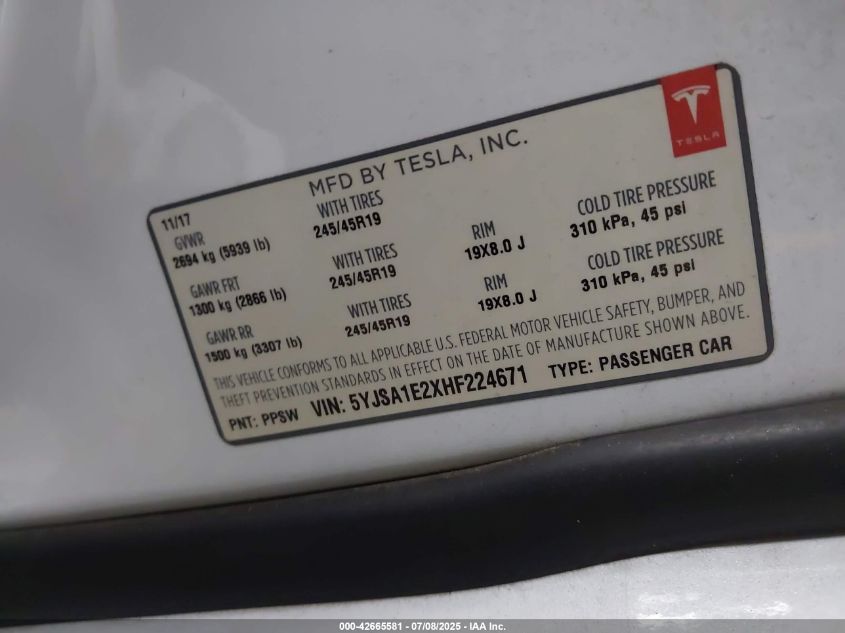 MFD BY TESLA, INC.
TESLA
11/17
GVWR
2694 kg (5939 lb)
WITH TIRES
245/45R19
RIM
19X8.0 J
COLD TIRE PRESSURE
310 kPa, 45 psi
GAWR FRT
1300 kg (2866 lb)
WITH TIRES
245/45R19
RIM
19X8.0 J
COLD TIRE PRESSURE
310 kPa, 45 psi
GAWR RR
1500 kg (3307 lb)
WITH TIRES
245/45R19
THIS VEHICLE CONFORMS TO ALL APPLICABLE U.S. FEDERAL MOTOR VEHICLE SAFETY, BUMPER, AND
THEFT PREVENTION STANDARDS IN EFFECT ON THE DATE OF MANUFACTURE SHOWN ABOVE.
PNT: PPSW VIN: 5YJSA1E2XHF224671 TYPE: PASSENGER CAR
000-42665581 - 07/08/2025 - IAA Inc.